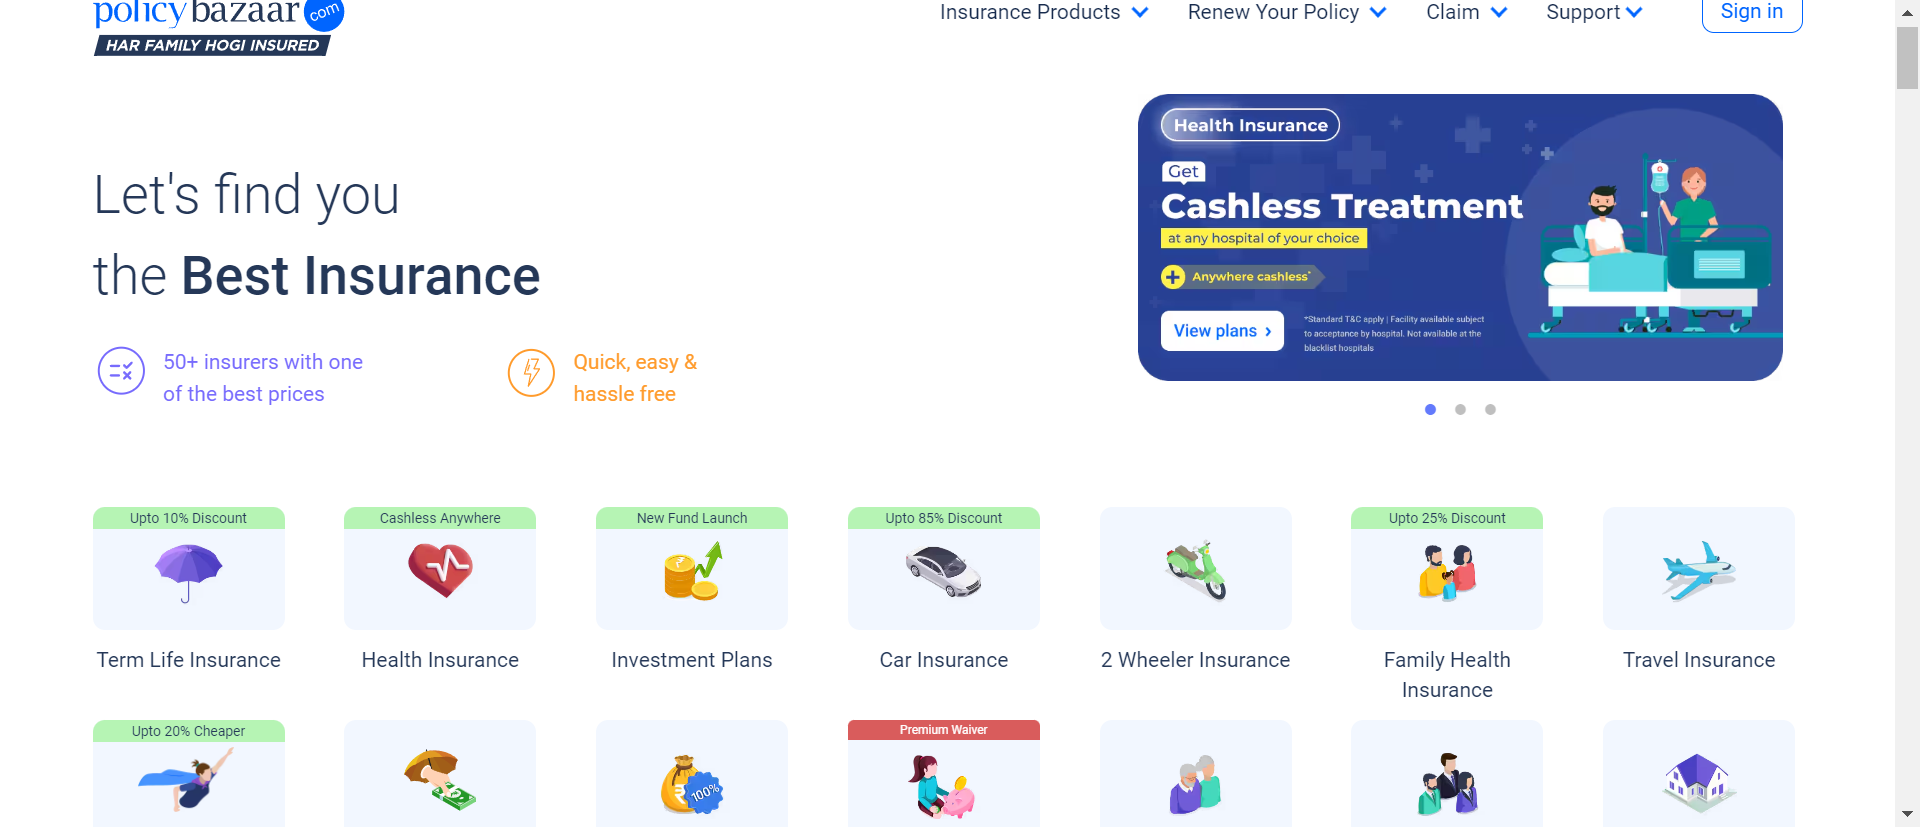 policybazaar com
HAR FAMILY HOGI INSURED
Insurance Products
Renew Your Policy
Claim
Support
Sign in
Let's find you
the Best Insurance
50+ insurers with one
of the best prices
Quick, easy &
hassle free
Health Insurance
Get
Cashless Treatment
at any hospital of your choice
Anywhere cashless*
View plans ›
*Standard T&C apply | Facility available subject
to acceptance by hospital. Not available at the
blacklist hospitals
Upto 10% Discount
Cashless Anywhere
New Fund Launch
Upto 85% Discount
Upto 25% Discount
Term Life Insurance
Health Insurance
Investment Plans
Car Insurance
2 Wheeler Insurance
Family Health
Insurance
Travel Insurance
Upto 20% Cheaper
Premium Waiver
₹ 100%